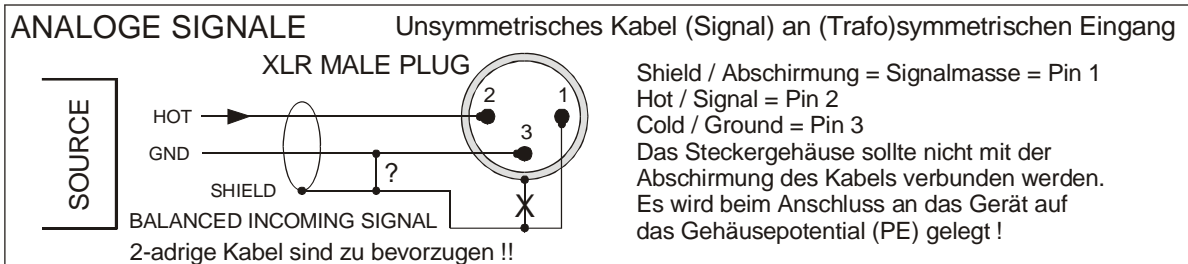 ANALOGE SIGNALE
Unsymmetrisches Kabel (Signal) an (Trafo)symmetrischen Eingang
XLR MALE PLUG
SOURCE
HOT
GND
SHIELD
?
2
1
3
X
BALANCED INCOMING SIGNAL
2-adrige Kabel sind zu bevorzugen !!
Shield / Abschirmung = Signalmasse = Pin 1
Hot / Signal = Pin 2
Cold / Ground = Pin 3
Das Steckergehäuse sollte nicht mit der
Abschirmung des Kabels verbunden werden.
Es wird beim Anschluss an das Gerät auf
das Gehäusepotential (PE) gelegt !